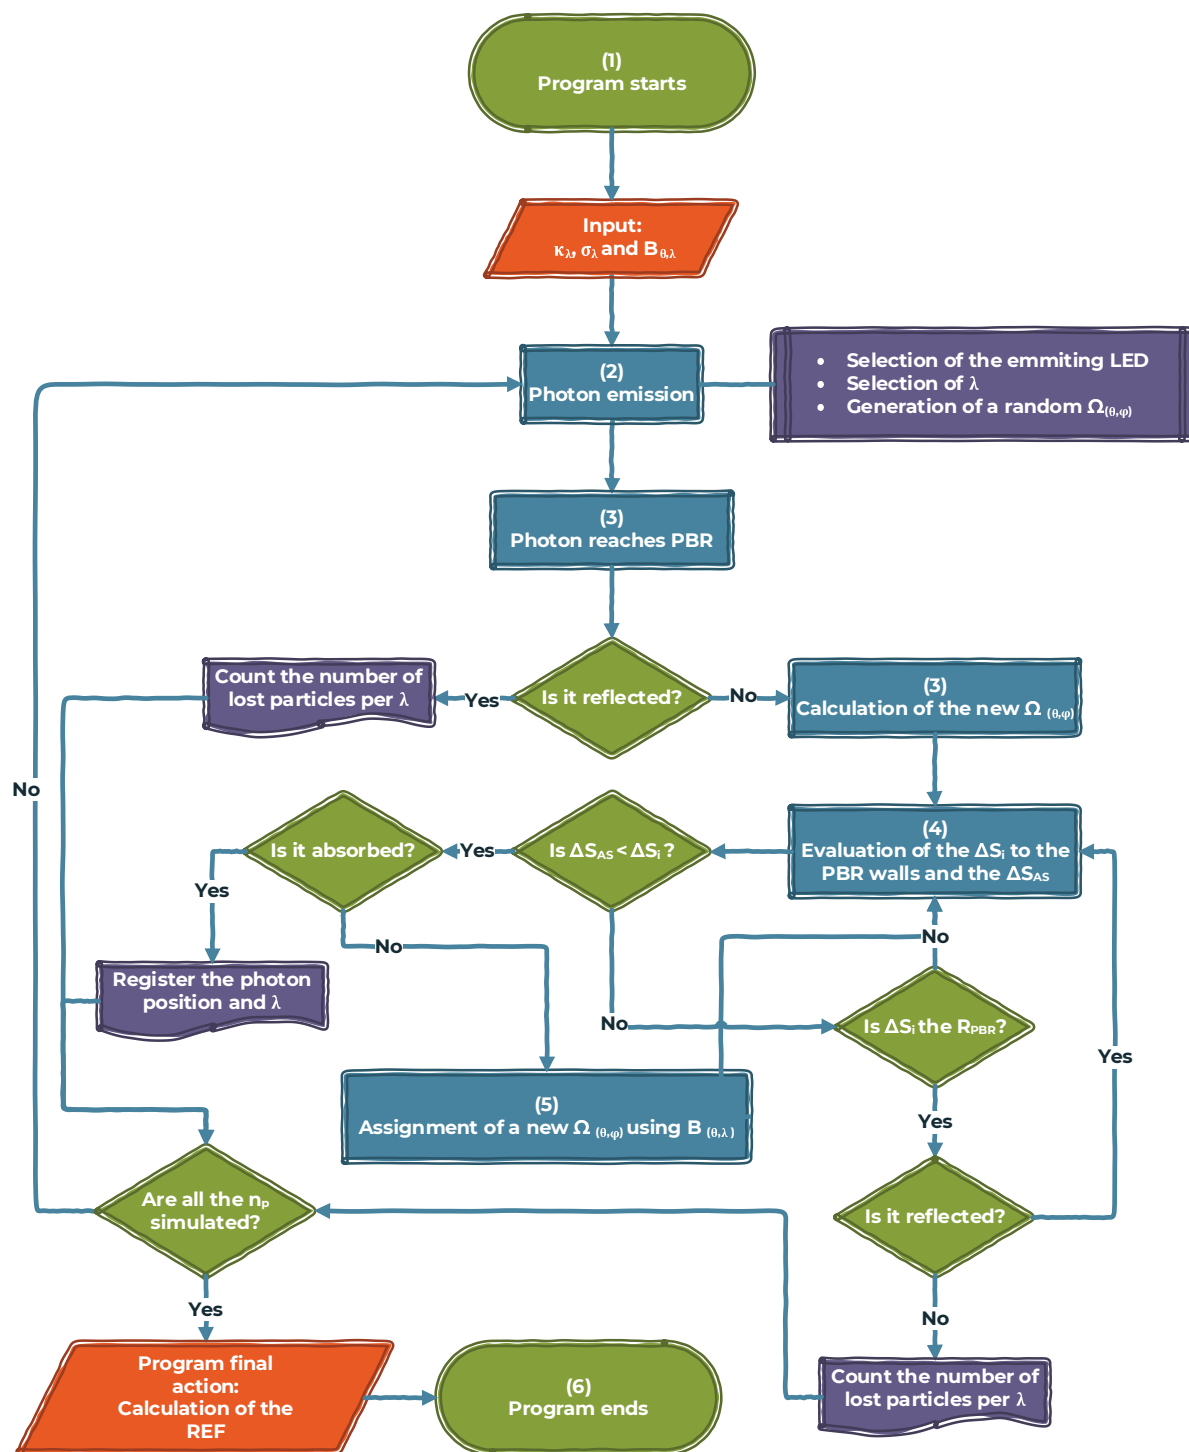 (1)
Program starts
Input:
κλ, σλ and Bθ,λ
(2)
Photon emission
• Selection of the emmiting LED
• Selection of λ
• Generation of a random Ω(θ,φ)
(3)
Photon reaches PBR
Is it reflected?
Yes
Count the number of
lost particles per λ
No
(3)
Calculation of the new Ω (θ,φ)
(4)
Evaluation of the ΔSi to the
PBR walls and the ΔSAS
Is ΔSAS < ΔSi ?
Yes
Is it absorbed?
Yes
Register the photon
position and λ
No
(5)
Assignment of a new Ω (θ,φ) using B (θ,λ)
No
Is ΔSi the RPBR?
No
Yes
Is it reflected?
Yes
No
Count the number of
lost particles per λ
Are all the np
simulated?
No
Yes
Program final
action:
Calculation of the
REF
(6)
Program ends